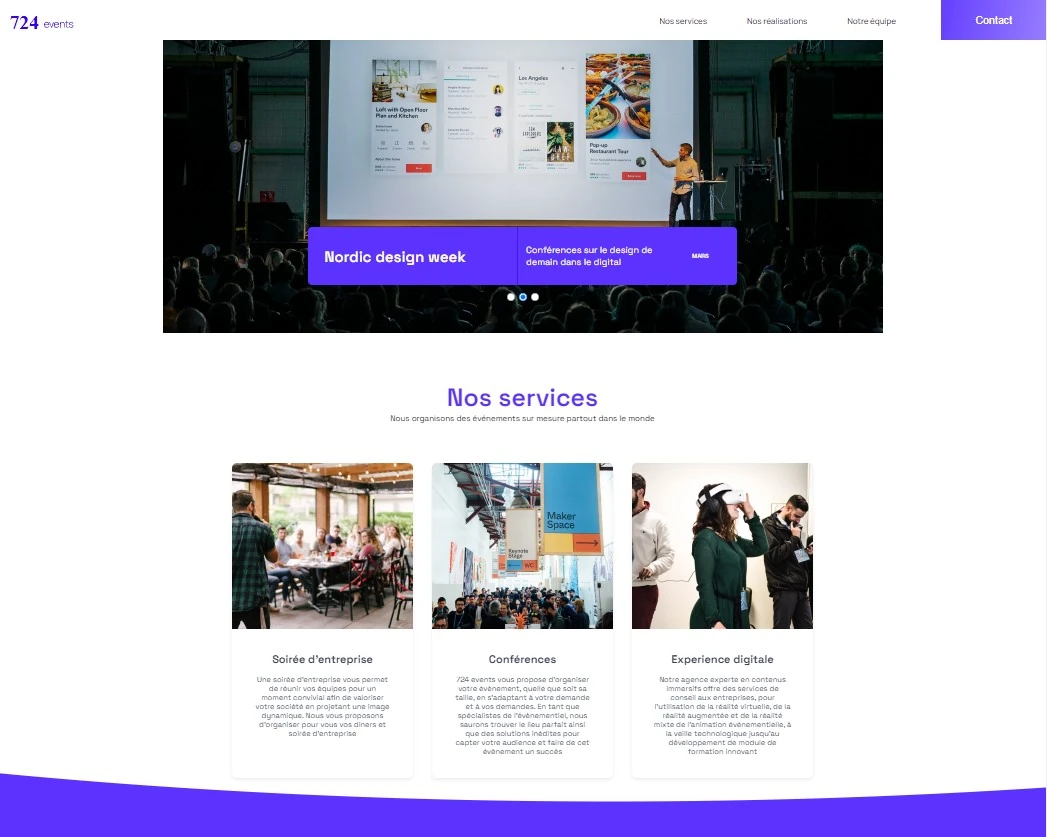 724 events
Nos services
Nos réalisations
Notre équipe
Contact
Loft with Open Floor
Plan and Kitchen
Los Angeles
Pop-up
Restaurant Tour
Nordic design week
Conférences sur le design de
demain dans le digital
MARS
Nos services
Nous organisons des événements sur mesure partout dans le monde
Maker
Space
Keynote
Stage
WC
Soirée d'entreprise
Une soirée d'entreprise vous permet
de réunir vos équipes pour un
moment convivial afin de valoriser
votre société en projetant une image
dynamique. Nous vous proposons
d'organiser pour vous vos diners et
soirée d'entreprise
Conférences
724 events vous propose d'organiser
votre évènement, quelle que soit sa
taille, en s'adaptant à votre demande
et à vos demandes. En tant que
spécialistes de l'évènementiel, nous
saurons trouver le lieu parfait ainsi
que des solutions inédites pour
capter votre audience et faire de cet
évènement un succès
Experience digitale
Notre agence experte en contenus
immersifs offre des services de
conseil aux entreprises, pour
l'utilisation de la réalité virtuelle, de la
réalité augmentée et de la réalité
mixte de l'animation événementielle, à
la veille technologique jusqu'au
développement de module de
formation innovant